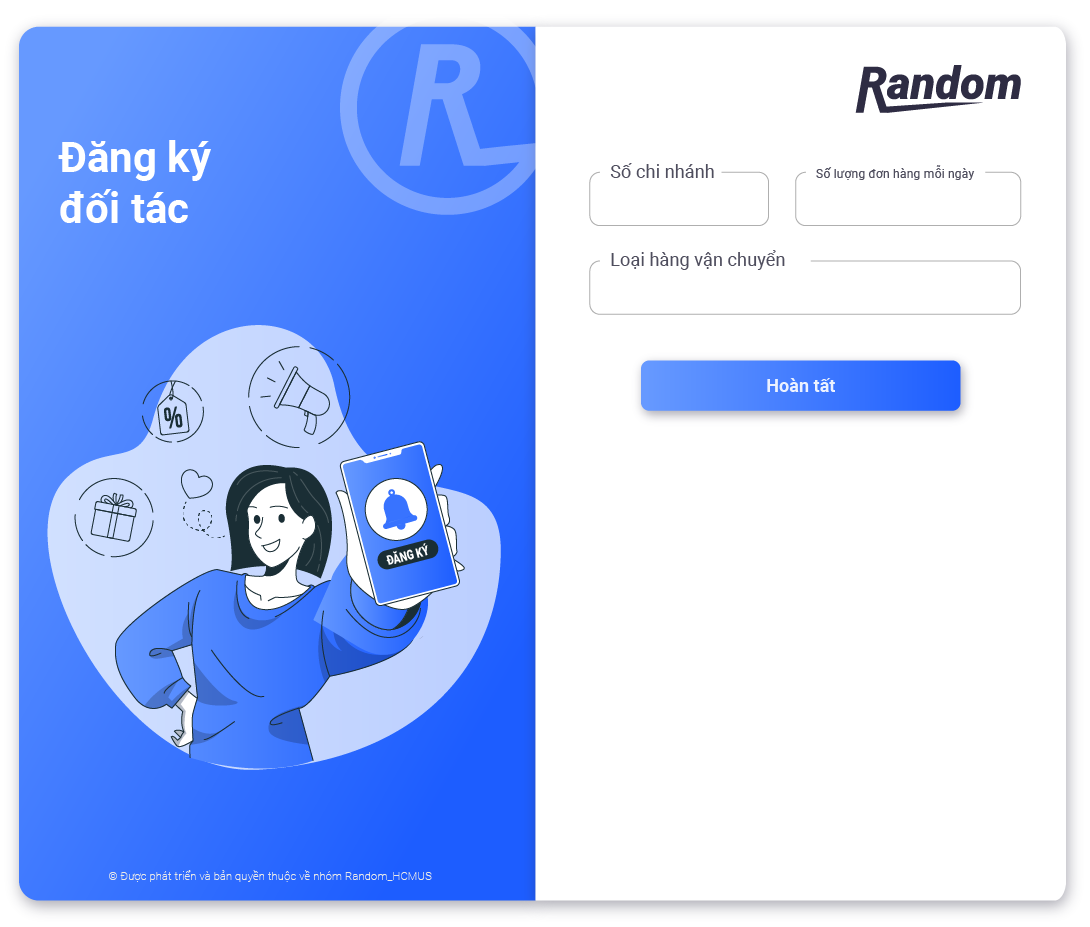 R
Random
Đăng ký
đối tác
Số chi nhánh
Số lượng đơn hàng mỗi ngày
Loại hàng vận chuyển
Hoàn tất
%
ĐĂNG KÝ
© Được phát triển và bản quyền thuộc về nhóm Random_HCMUS